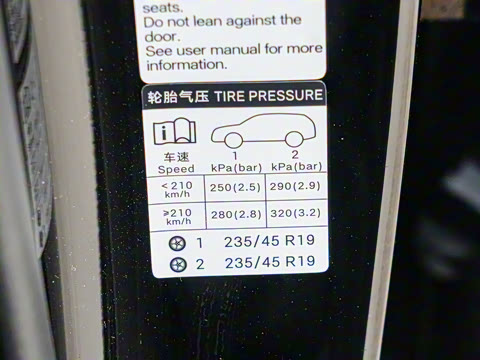 seats.
Do not lean against the
door.
See user manual for more
information.
轮胎气压 TIRE PRESSURE
i
车速 1 2
Speed kPa(bar) kPa(bar)
<210 km/h 250(2.5) 290(2.9)
≥210 km/h 280(2.8) 320(3.2)
1 235/45 R19
2 235/45 R19